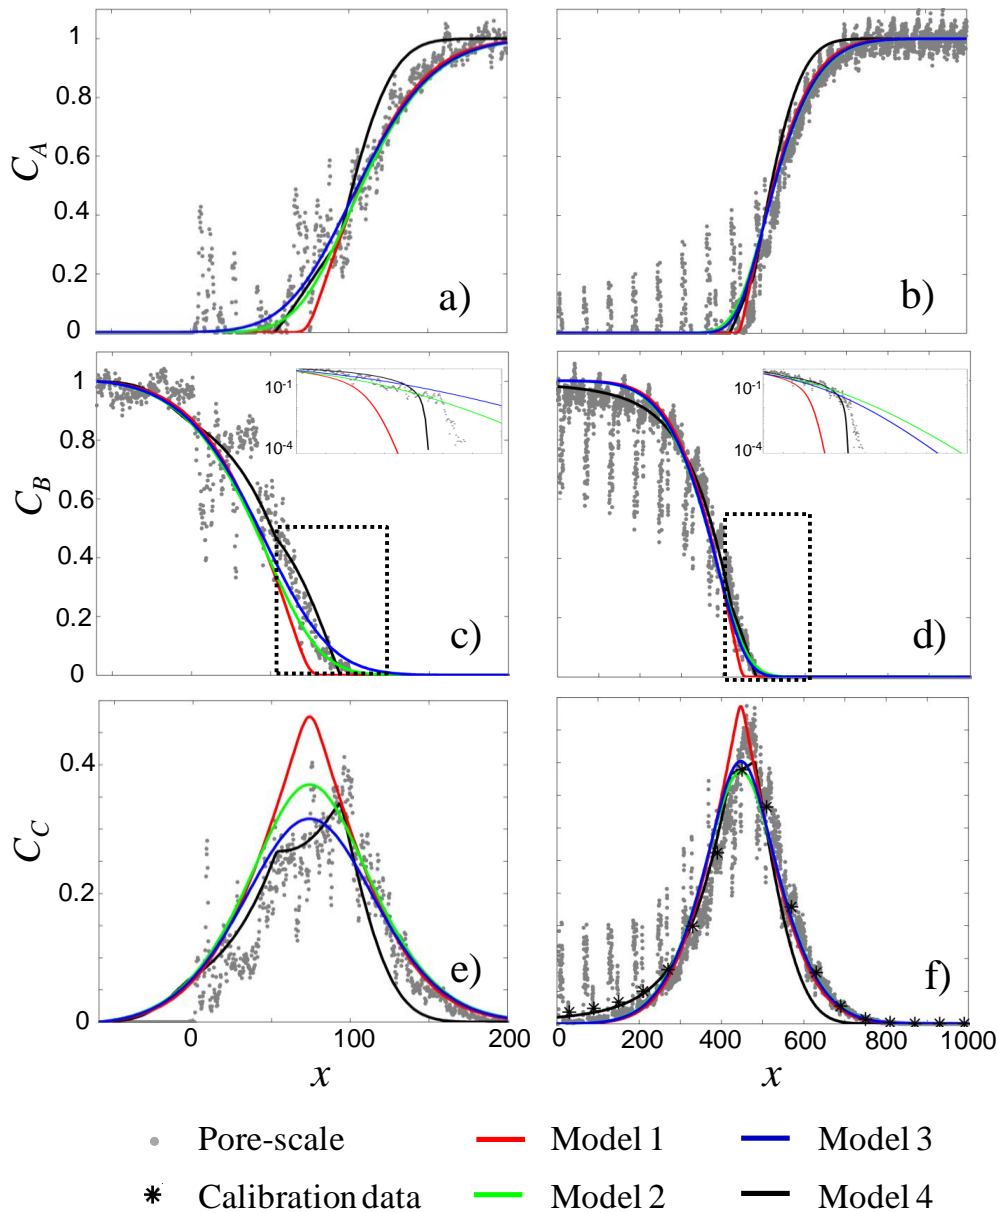 1
0.8
0.6
0.4
0.2
0
C_A
a)
b)
1
0.8
0.6
0.4
0.2
0
C_B
10^-1
10^-4
c)
10^-1
10^-4
d)
0.4
0.2
0
C_C
e)
f)
0 100 200
0 200 400 600 800 1000
x
x
Pore-scale
Model 1
Model 3
Calibration data
Model 2
Model 4